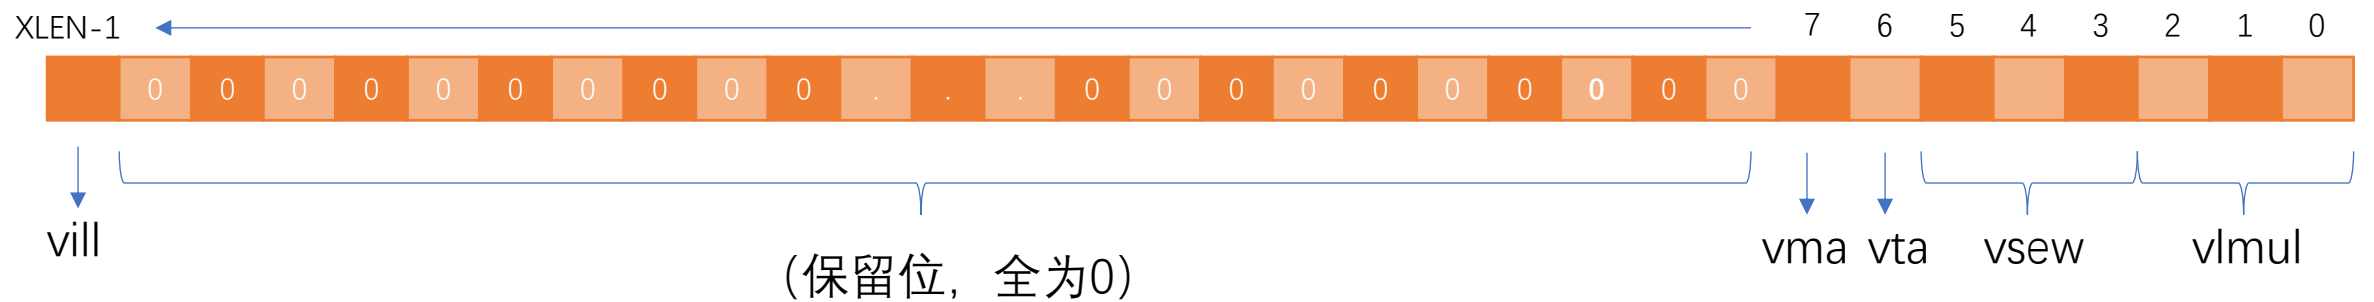 XLEN-1 7 6 5 4 3 2 1 0
0 0 0 0 0 0 0 0 0 0 . . . 0 0 0 0 0 0 0 0 0 0
vill (保留位, 全为0) vma vta vsew vlmul